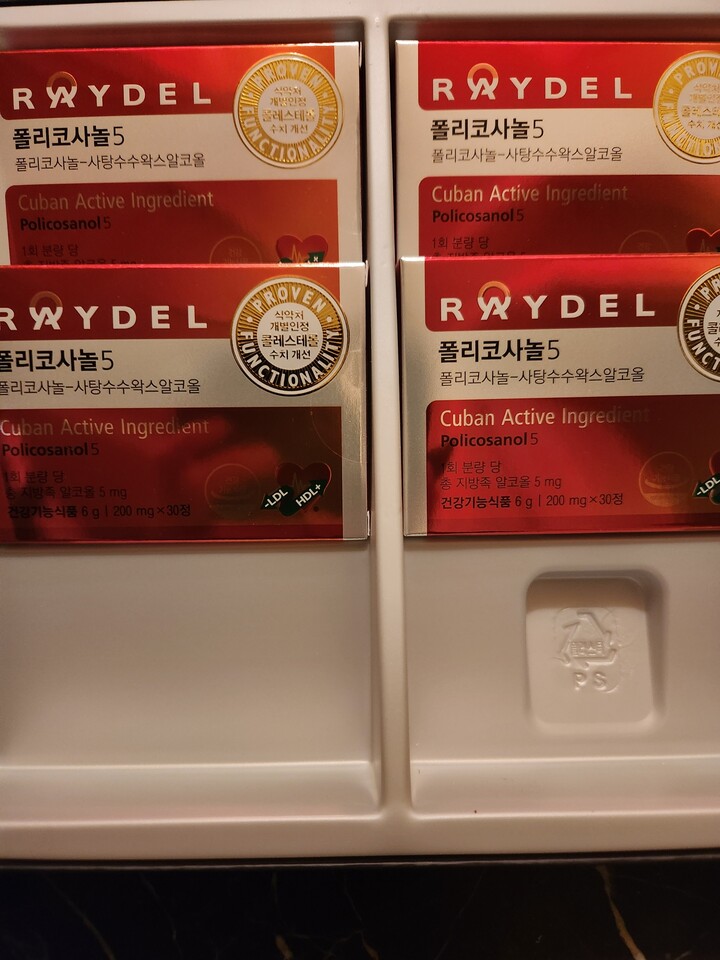 RAYDEL
PROVEN FUNCTIONALITY
식약처
개별인정
콜레스테롤
수치 개선
폴리코사놀5
폴리코사놀-사탕수수왁스알코올
Cuban Active Ingredient
Policosanol5
1회 분량 당
RAYDEL
폴리코사놀5
폴리코사놀-사탕수수왁스알코올
Cuban Active Ingredient
Policosanol5
1회 분량 당
RAYDEL
PROVEN FUNCTIONALITY
식약처
개별인정
콜레스테롤
수치 개선
폴리코사놀5
폴리코사놀-사탕수수왁스알코올
Cuban Active Ingredient
Policosanol5
1회 분량 당
총 지방족 알코올 5 mg
건강기능식품 6 g | 200 mg×30정
-LDL HDL+
RAYDEL
폴리코사놀5
폴리코사놀-사탕수수왁스알코올
Cuban Active Ingredient
Policosanol5
1회 분량 당
총 지방족 알코올 5 mg
건강기능식품 6 g | 200 mg×30정
-LDL
PS